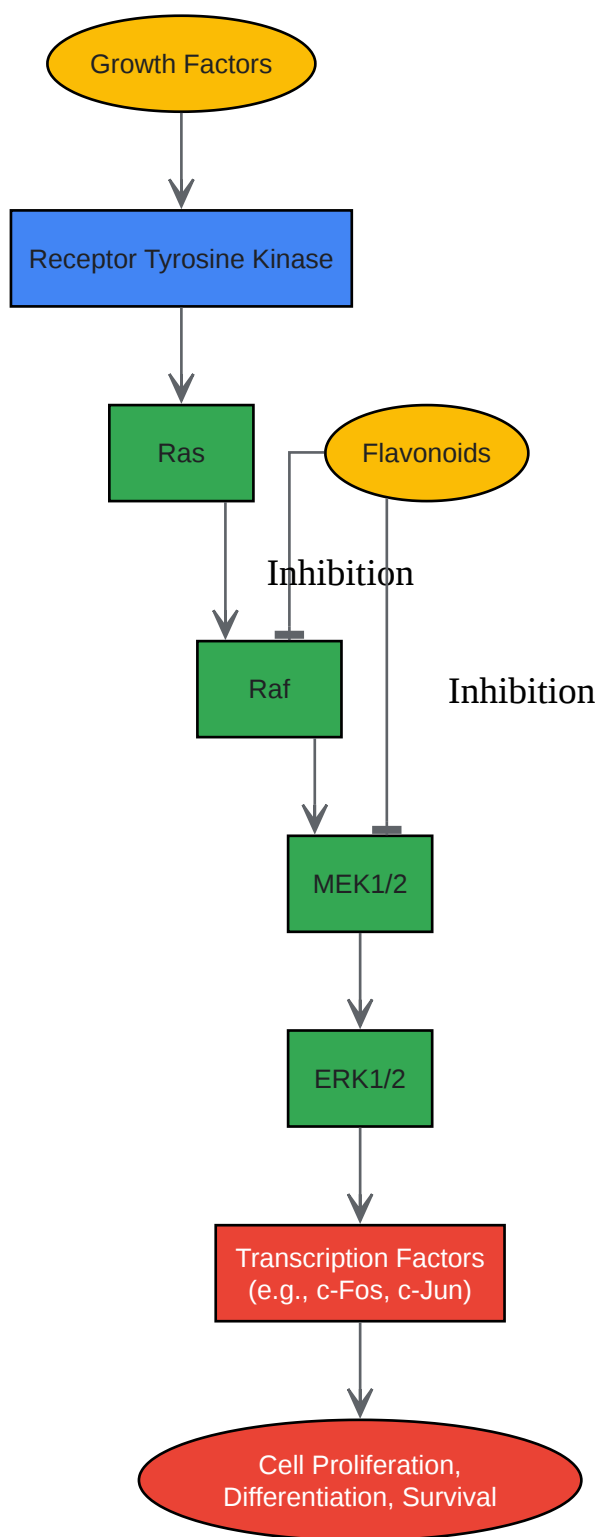 Growth Factors
Receptor Tyrosine Kinase
Ras
Flavonoids
Inhibition
Raf
Inhibition
MEK1/2
ERK1/2
Transcription Factors
(e.g., c-Fos, c-Jun)
Cell Proliferation,
Differentiation, Survival